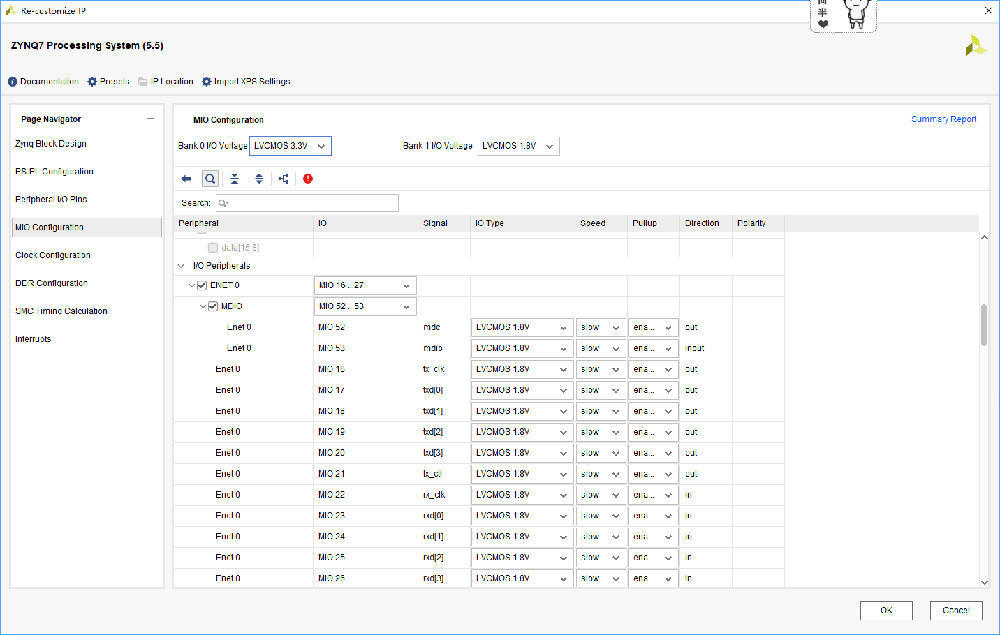 Re-customize IP
半
ZYNQ7 Processing System (5.5)
Documentation Presets IP Location Import XPS Settings
Page Navigator
Zynq Block Design
PS-PL Configuration
Peripheral I/O Pins
MIO Configuration
Clock Configuration
DDR Configuration
SMC Timing Calculation
Interrupts
MIO Configuration Summary Report
Bank 0 I/O Voltage LVCMOS 3.3V Bank 1 I/O Voltage LVCMOS 1.8V
Search:
Peripheral IO Signal IO Type Speed Pullup Direction Polarity
data[15:8]
I/O Peripherals
ENET 0 MIO 16 .. 27
MDIO MIO 52 .. 53
Enet 0 MIO 52 mdc LVCMOS 1.8V slow ena... out
Enet 0 MIO 53 mdio LVCMOS 1.8V slow ena... inout
Enet 0 MIO 16 tx_clk LVCMOS 1.8V slow ena... out
Enet 0 MIO 17 txd[0] LVCMOS 1.8V slow ena... out
Enet 0 MIO 18 txd[1] LVCMOS 1.8V slow ena... out
Enet 0 MIO 19 txd[2] LVCMOS 1.8V slow ena... out
Enet 0 MIO 20 txd[3] LVCMOS 1.8V slow ena... out
Enet 0 MIO 21 tx_ctl LVCMOS 1.8V slow ena... out
Enet 0 MIO 22 rx_clk LVCMOS 1.8V slow ena... in
Enet 0 MIO 23 rxd[0] LVCMOS 1.8V slow ena... in
Enet 0 MIO 24 rxd[1] LVCMOS 1.8V slow ena... in
Enet 0 MIO 25 rxd[2] LVCMOS 1.8V slow ena... in
Enet 0 MIO 26 rxd[3] LVCMOS 1.8V slow ena... in
OK Cancel